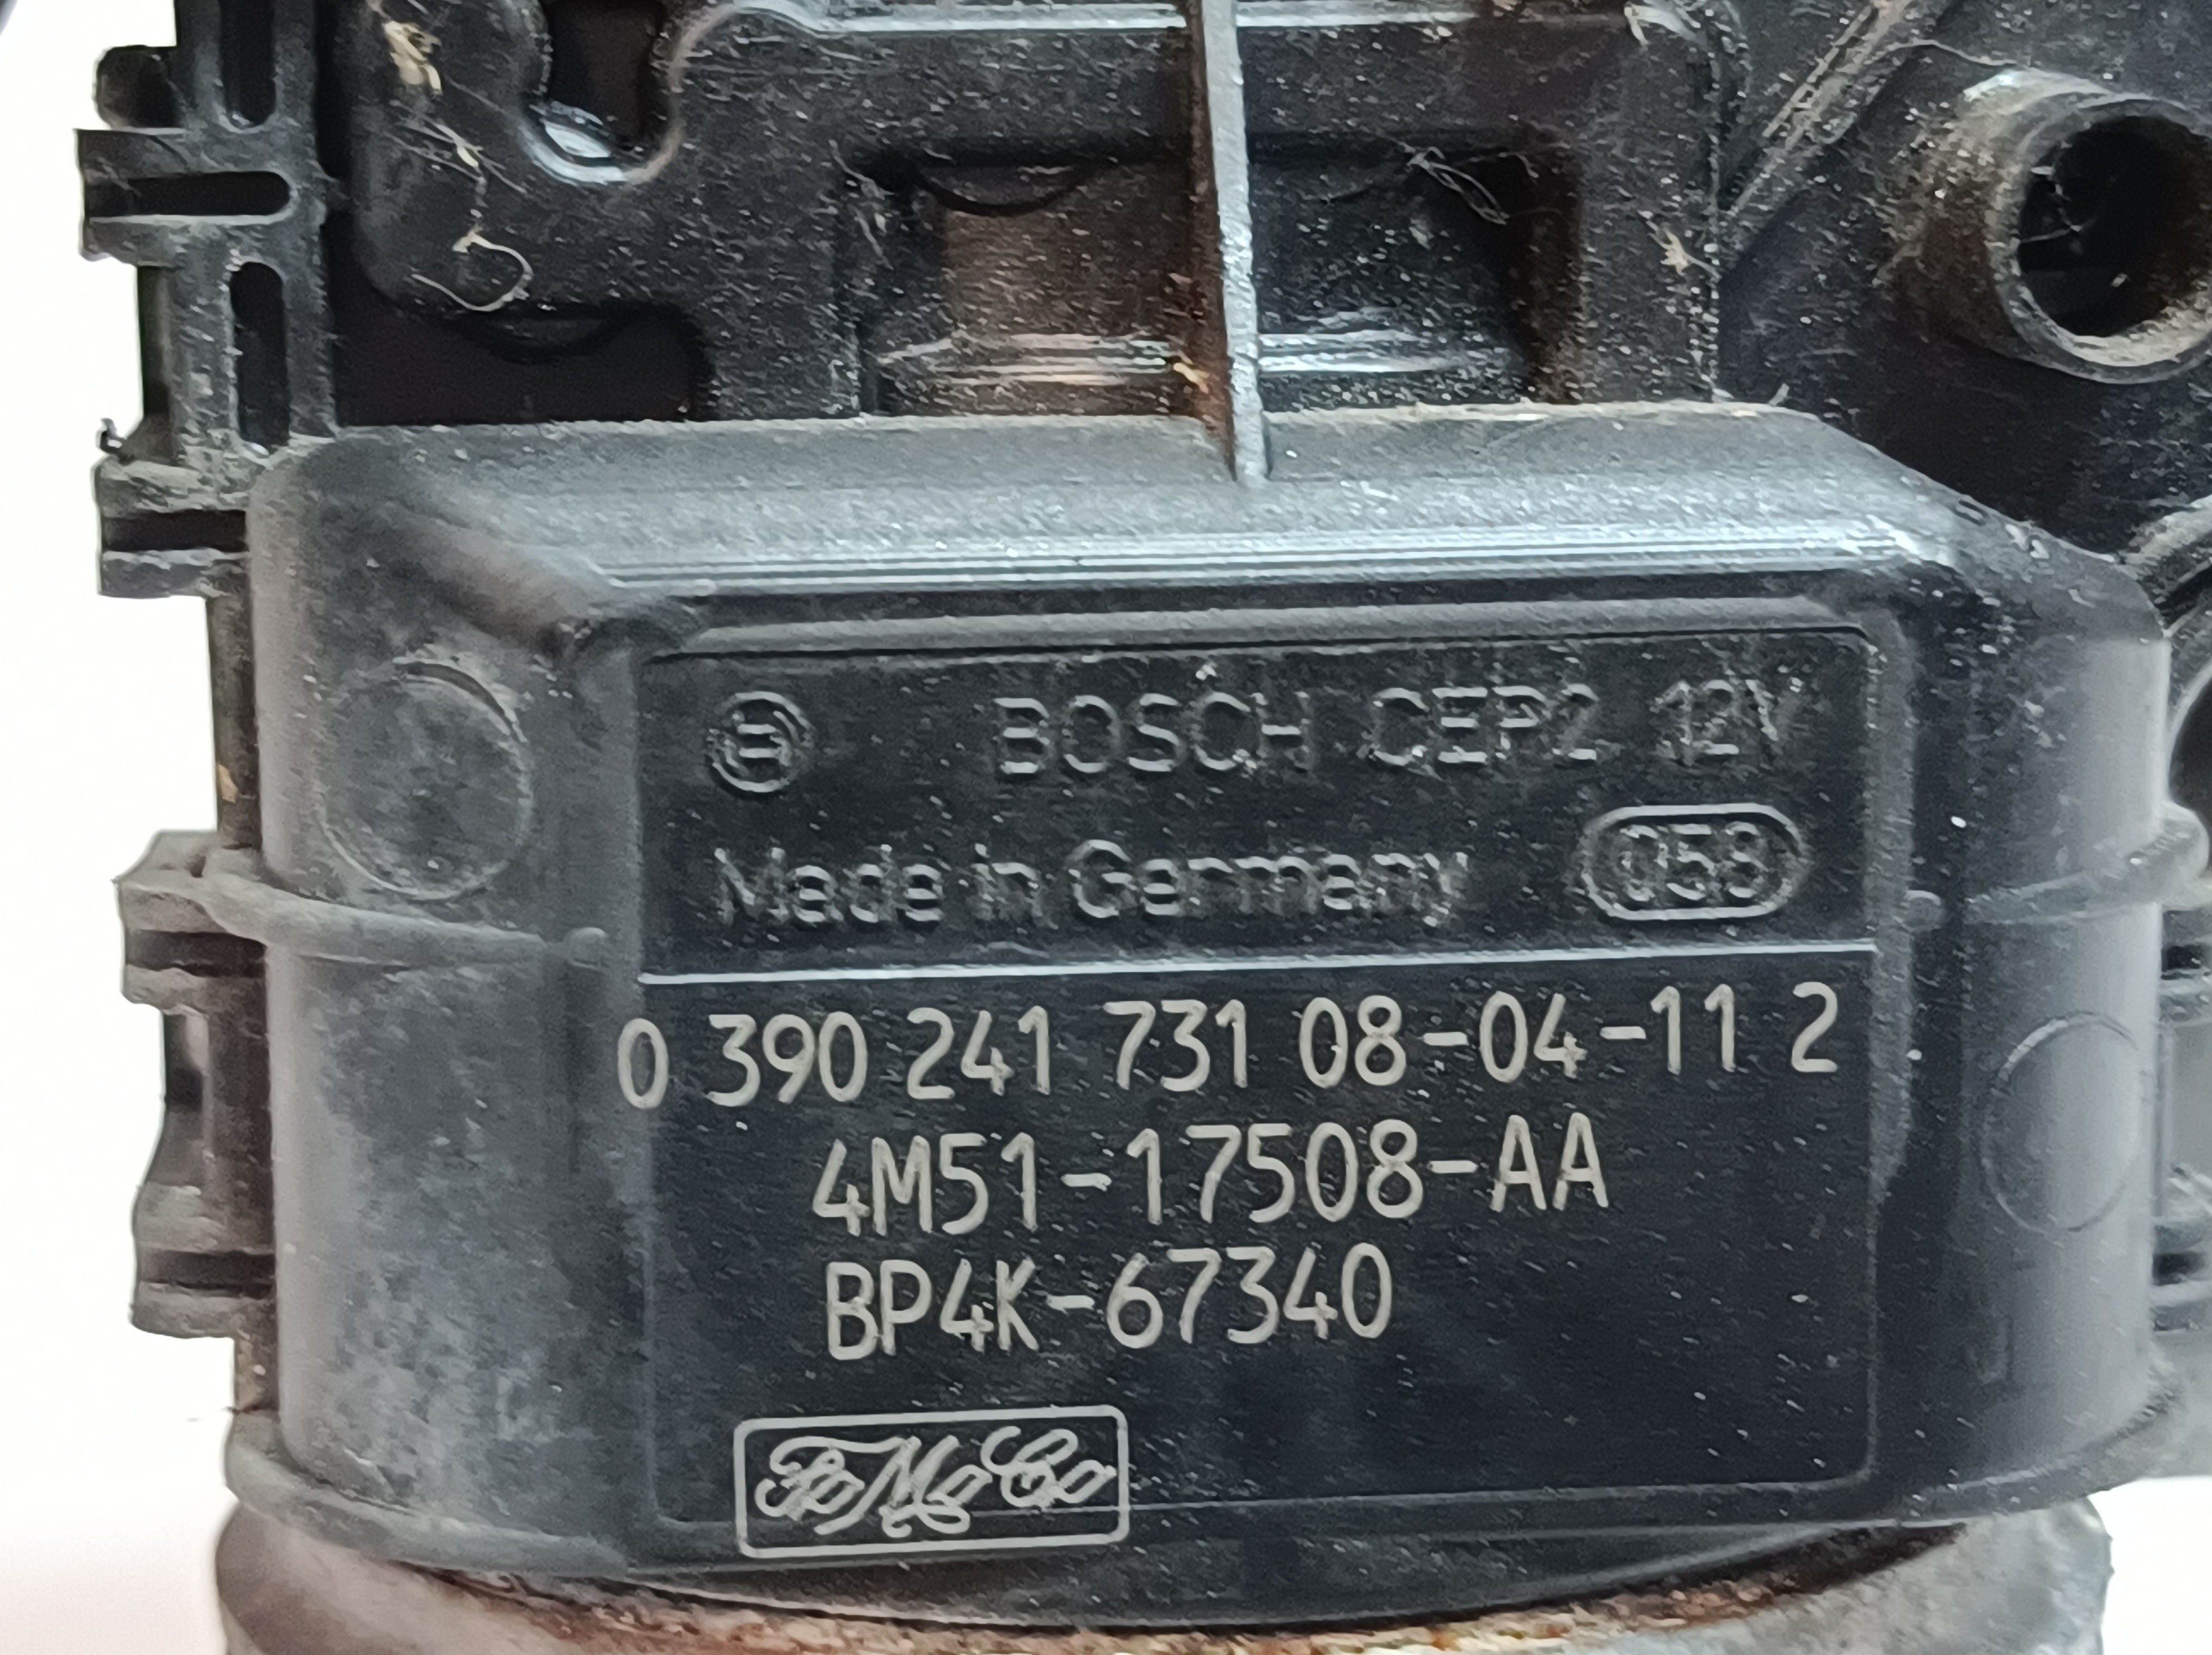 BOSCH CEP2 12V
Made in Germany 058
0 390 241 731 08-04-11 2
4M51-17508-AA
BP4K-67340
FoMoCo